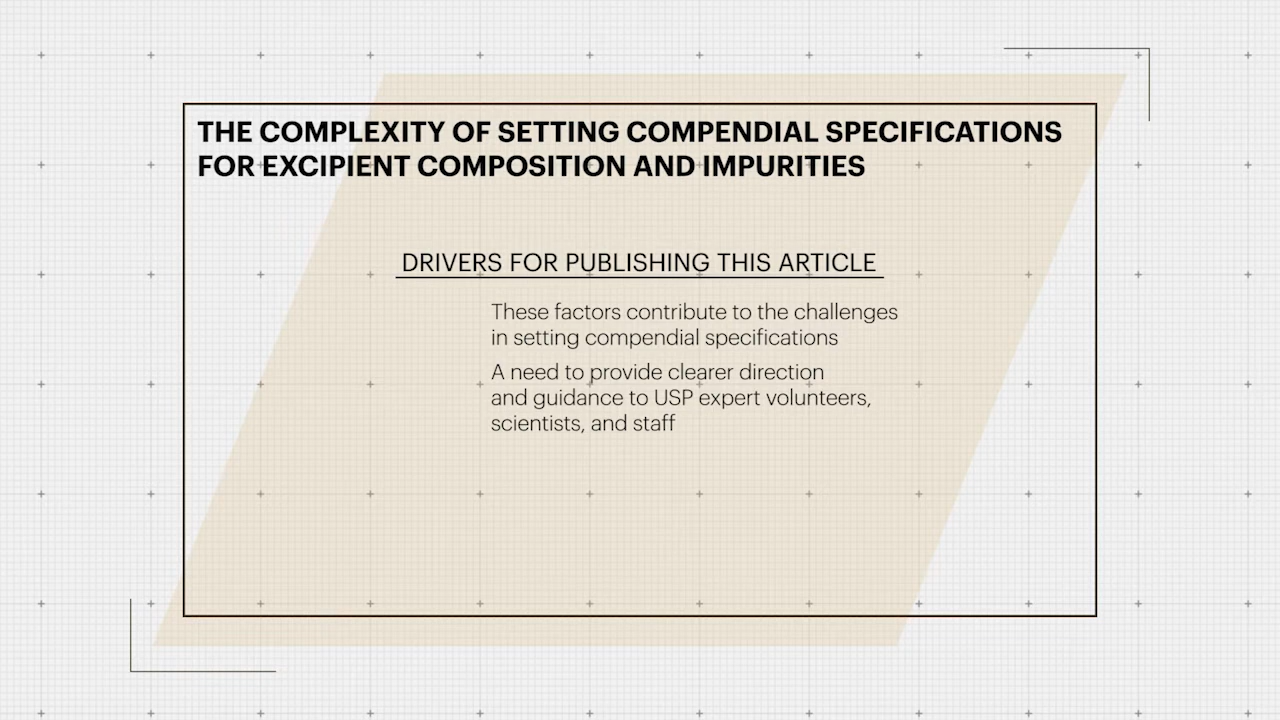 THE COMPLEXITY OF SETTING COMPENDIAL SPECIFICATIONS
FOR EXCIPIENT COMPOSITION AND IMPURITIES
DRIVERS FOR PUBLISHING THIS ARTICLE
These factors contribute to the challenges
in setting compendial specifications
A need to provide clearer direction
and guidance to USP expert volunteers,
scientists, and staff